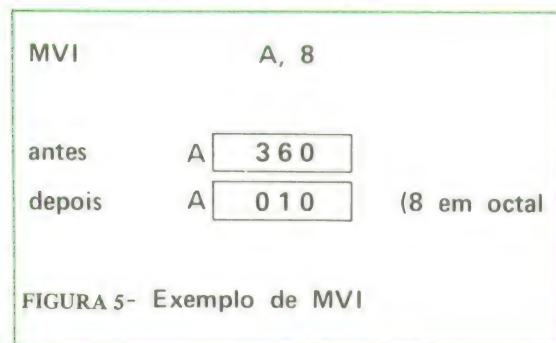 MVI A, 8
antes A 360
depois A 010 (8 em octal
FIGURA 5- Exemplo de MVI